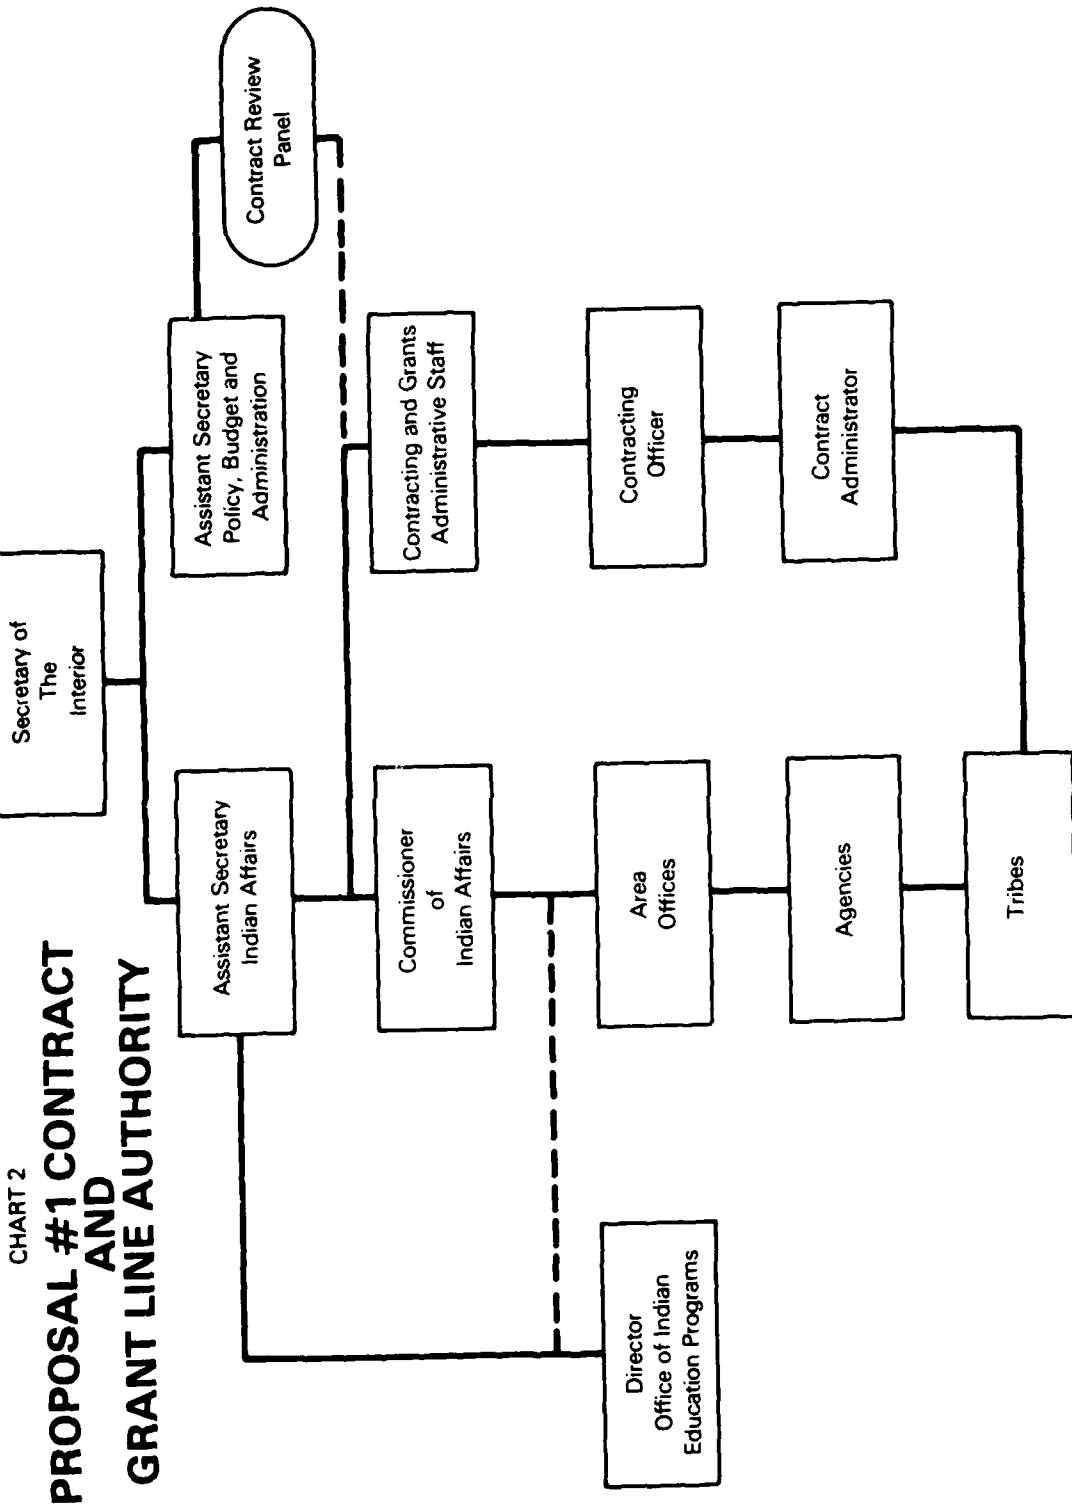 CHART 2
PROPOSAL #1 CONTRACT
AND
GRANT LINE AUTHORITY
Secretary of
The
Interior
Assistant Secretary
Indian Affairs
Assistant Secretary
Policy, Budget and
Administration
Contract Review
Panel
Commissioner
of
Indian Affairs
Contracting and Grants
Administrative Staff
Director
Office of Indian
Education Programs
Area
Offices
Contracting
Officer
Agencies
Contract
Administrator
Tribes